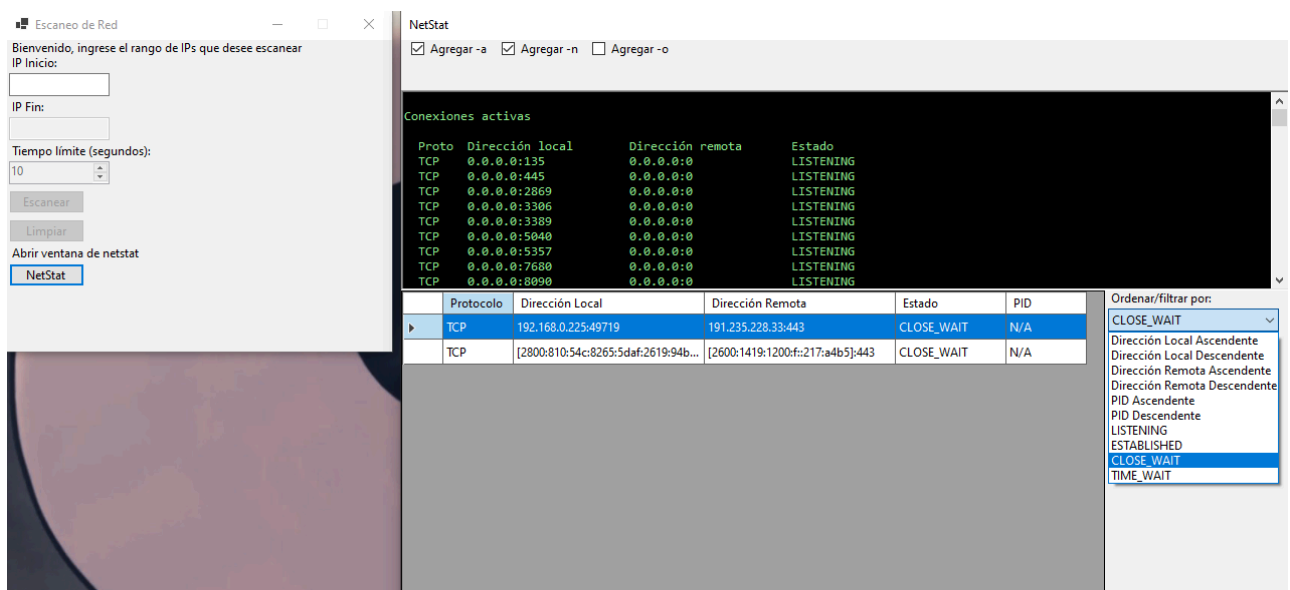 Escaneo de Red
Bienvenido, ingrese el rango de IPs que desee escanear
IP Inicio:
IP Fin:
Tiempo límite (segundos):
10
Escanear
Limpiar
Abrir ventana de netstat
NetStat
NetStat
Agregar -a Agregar -n Agregar -o
Conexiones activas
Proto Dirección local Dirección remota Estado
TCP 0.0.0.0:135 0.0.0.0:0 LISTENING
TCP 0.0.0.0:445 0.0.0.0:0 LISTENING
TCP 0.0.0.0:2869 0.0.0.0:0 LISTENING
TCP 0.0.0.0:3306 0.0.0.0:0 LISTENING
TCP 0.0.0.0:3389 0.0.0.0:0 LISTENING
TCP 0.0.0.0:5040 0.0.0.0:0 LISTENING
TCP 0.0.0.0:5357 0.0.0.0:0 LISTENING
TCP 0.0.0.0:7680 0.0.0.0:0 LISTENING
TCP 0.0.0.0:8090 0.0.0.0:0 LISTENING
Protocolo Dirección Local Dirección Remota Estado PID
TCP 192.168.0.225:49719 191.235.228.33:443 CLOSE_WAIT N/A
TCP [2800:810:54c:8265:5daf:2619:94b... [2600:1419:1200:f::217:a4b5]:443 CLOSE_WAIT N/A
Ordenar/filtrar por:
CLOSE_WAIT
Dirección Local Ascendente
Dirección Local Descendente
Dirección Remota Ascendente
Dirección Remota Descendente
PID Ascendente
PID Descendente
LISTENING
ESTABLISHED
CLOSE_WAIT
TIME_WAIT